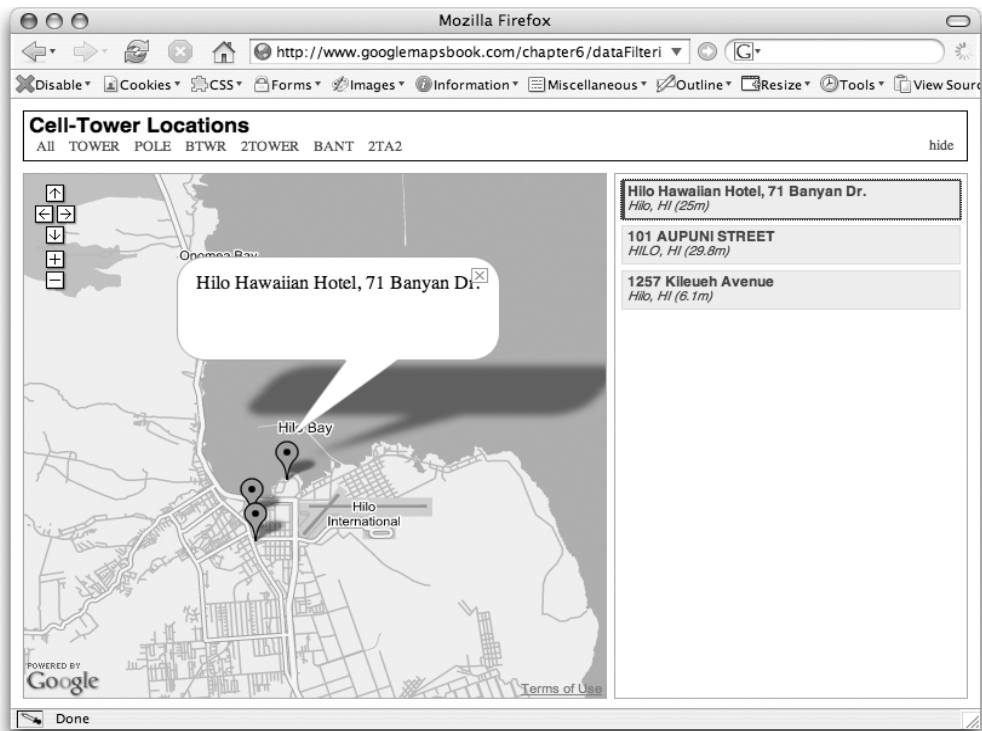 Mozilla Firefox
http://www.googlemapsbook.com/chapter6/dataFilteri
G
Disable Cookies CSS Forms Images Information Miscellaneous Outline Resize Tools View Sourc
Cell-Tower Locations
All TOWER POLE BTWR 2TOWER BANT 2TA2 hide
Onomea Bay
Hilo Hawaiian Hotel, 71 Banyan Dr.
Hilo Bay
Hilo
International
POWERED BY
Google
Terms of Use
Hilo Hawaiian Hotel, 71 Banyan Dr.
Hilo, HI (25m)
101 AUPUNI STREET
HILO, HI (29.8m)
1257 Kileueh Avenue
Hilo, HI (6.1m)
Done